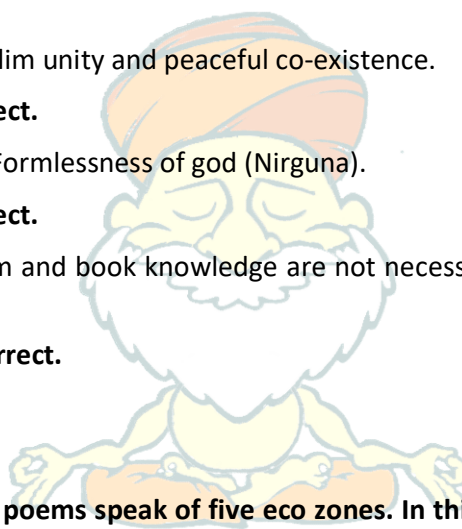 lim unity and peaceful co-existence.
ect.
Formlessness of god (Nirguna).
ect.
m and book knowledge are not necess
rrect.
poems speak of five eco zones. In thi